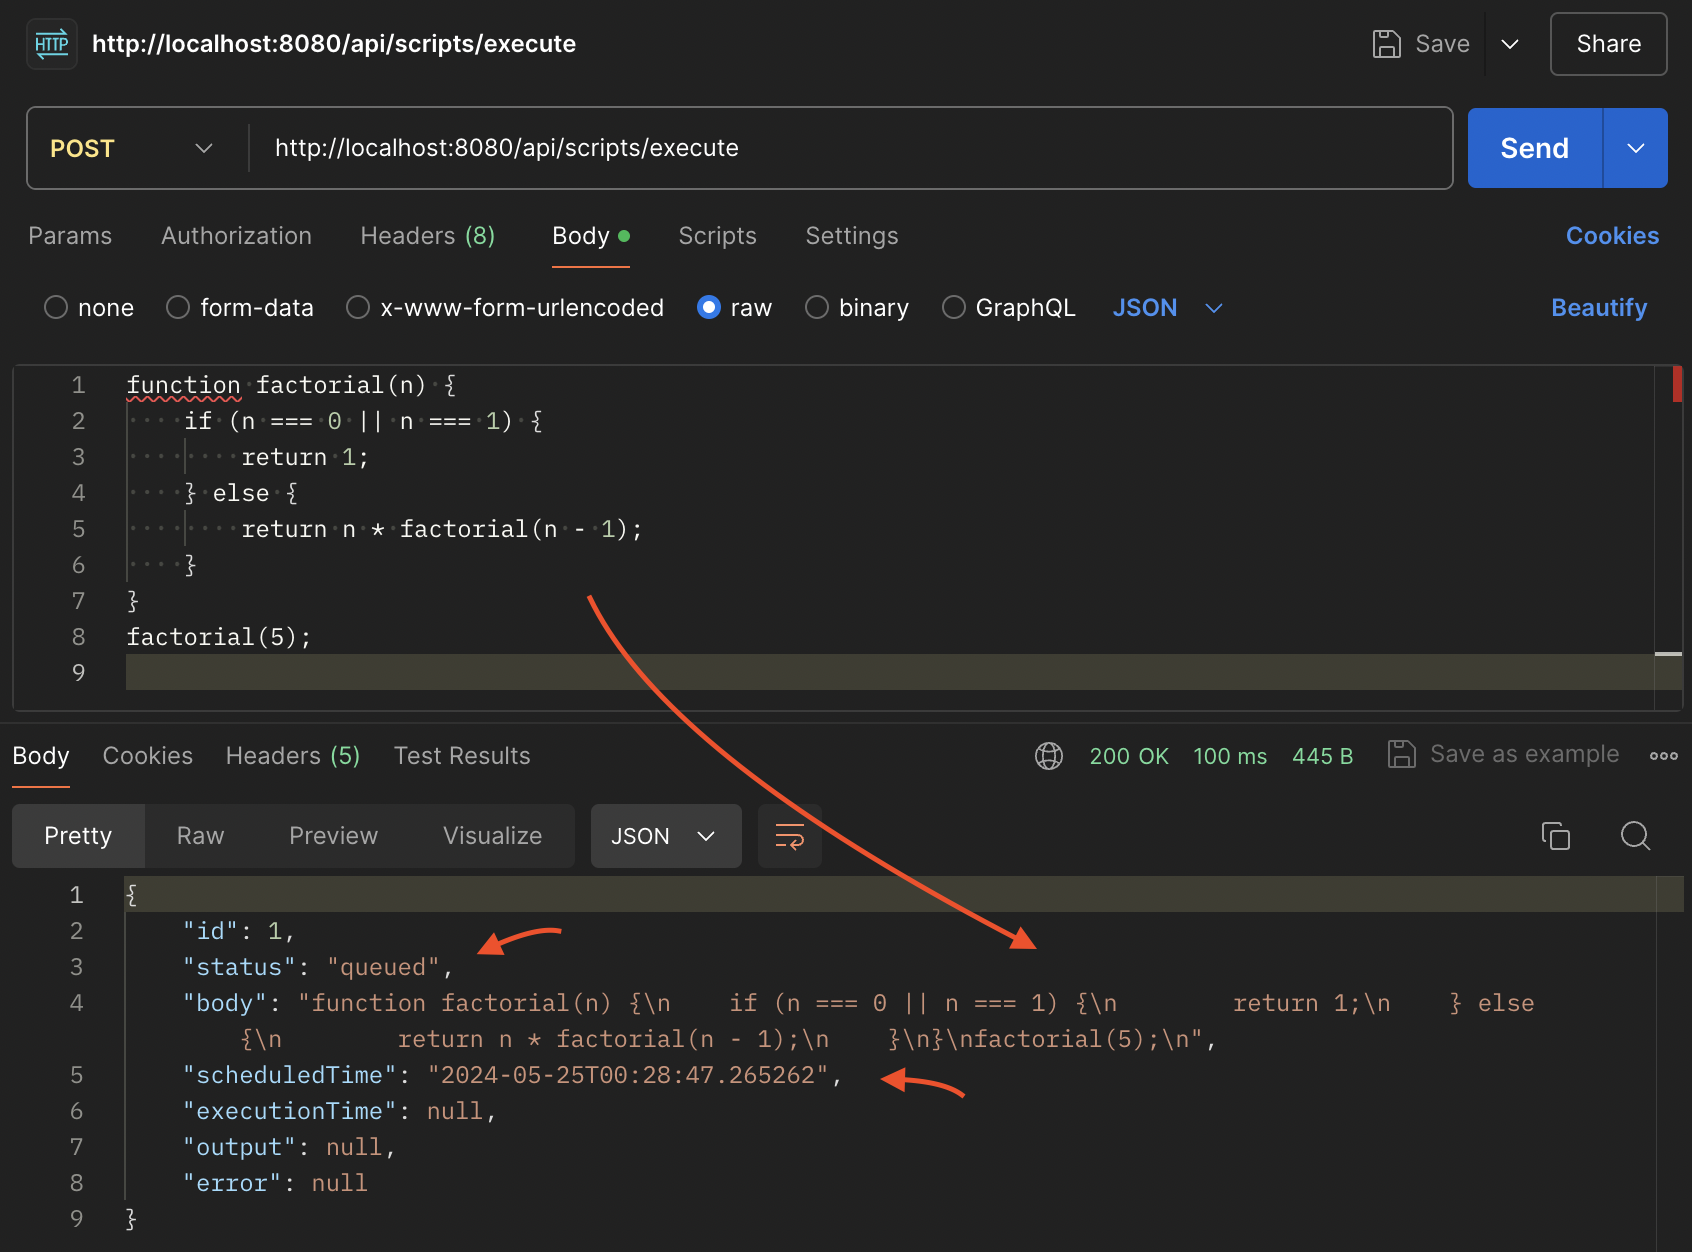 HTTP http://localhost:8080/api/scripts/execute Save Share
POST http://localhost:8080/api/scripts/execute Send
Params Authorization Headers (8) Body Scripts Settings Cookies
none form-data x-www-form-urlencoded raw binary GraphQL JSON Beautify
1 function factorial(n) {
2     if (n === 0 || n === 1) {
3         return 1;
4     } else {
5         return n * factorial(n - 1);
6     }
7 }
8 factorial(5);
9
Body Cookies Headers (5) Test Results 200 OK 100 ms 445 B Save as example
Pretty Raw Preview Visualize JSON
1 {
2     "id": 1,
3     "status": "queued",
4     "body": "function factorial(n) {\n    if (n === 0 || n === 1) {\n        return 1;\n    } else
{\n        return n * factorial(n - 1);\n    }\n}\nfactorial(5);\n",
5     "scheduledTime": "2024-05-25T00:28:47.265262",
6     "executionTime": null,
7     "output": null,
8     "error": null
9 }